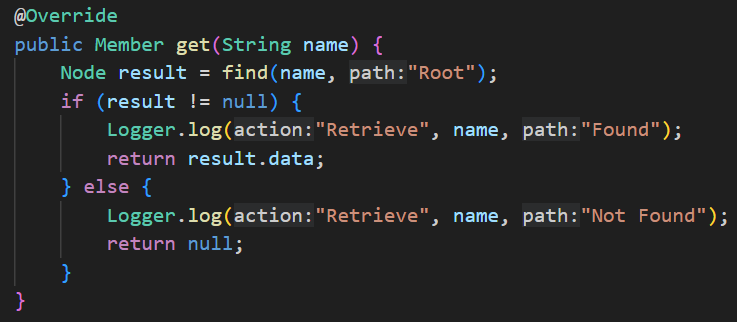 @Override
public Member get(String name) {
    Node result = find(name, path:"Root");
    if (result != null) {
        Logger.log(action:"Retrieve", name, path:"Found");
        return result.data;
    } else {
        Logger.log(action:"Retrieve", name, path:"Not Found");
        return null;
    }
}